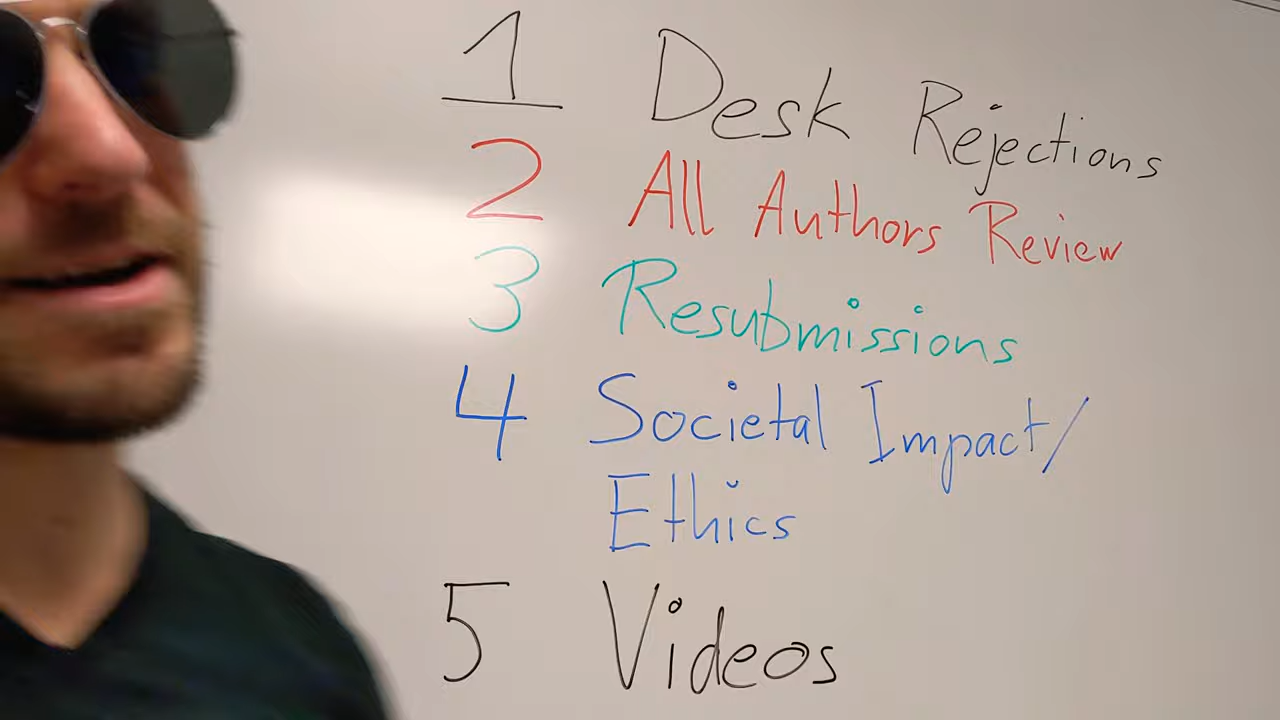 1 Desk Rejections
2 All Authors Review
3 Resubmissions
4 Societal Impact/
Ethics
5 Videos